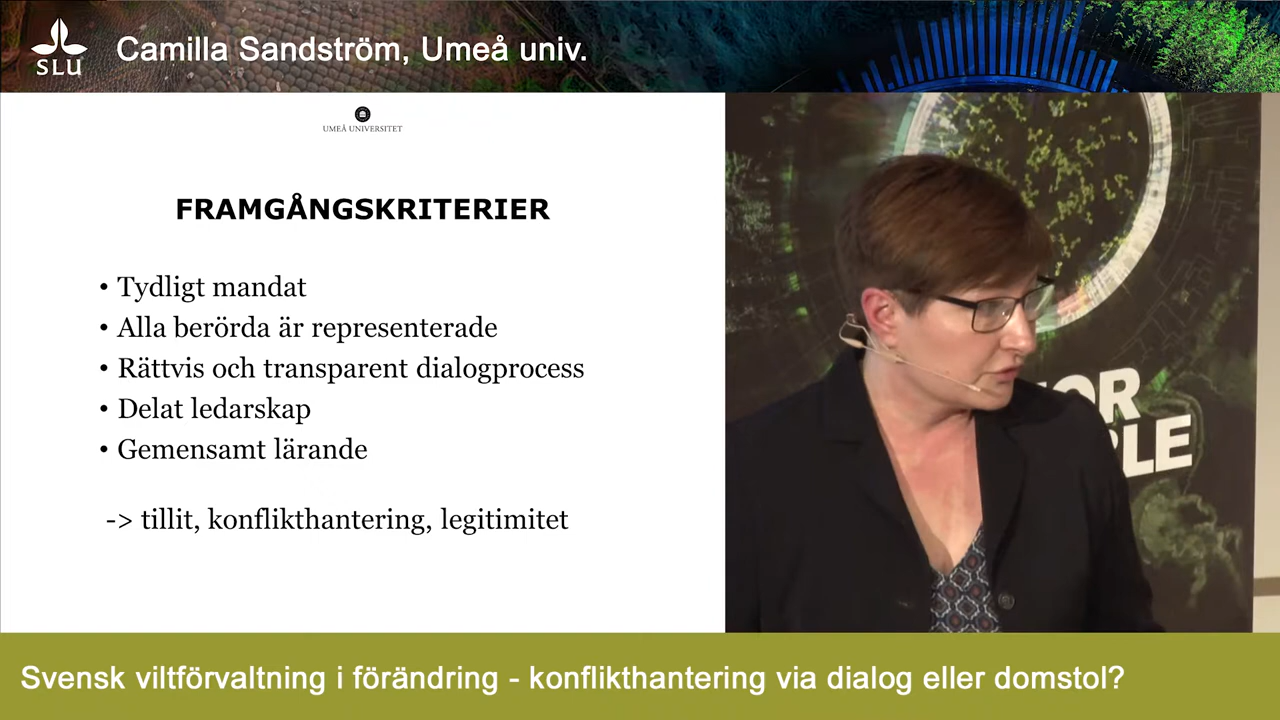 SLU
Camilla Sandström, Umeå univ.
UMEÅ UNIVERSITET
FRAMGÅNGSKRITERIER
• Tydligt mandat
• Alla berörda är representerade
• Rättvis och transparent dialogprocess
• Delat ledarskap
• Gemensamt lärande
-> tillit, konflikthantering, legitimitet
Svensk viltförvaltning i förändring - konflikthantering via dialog eller domstol?